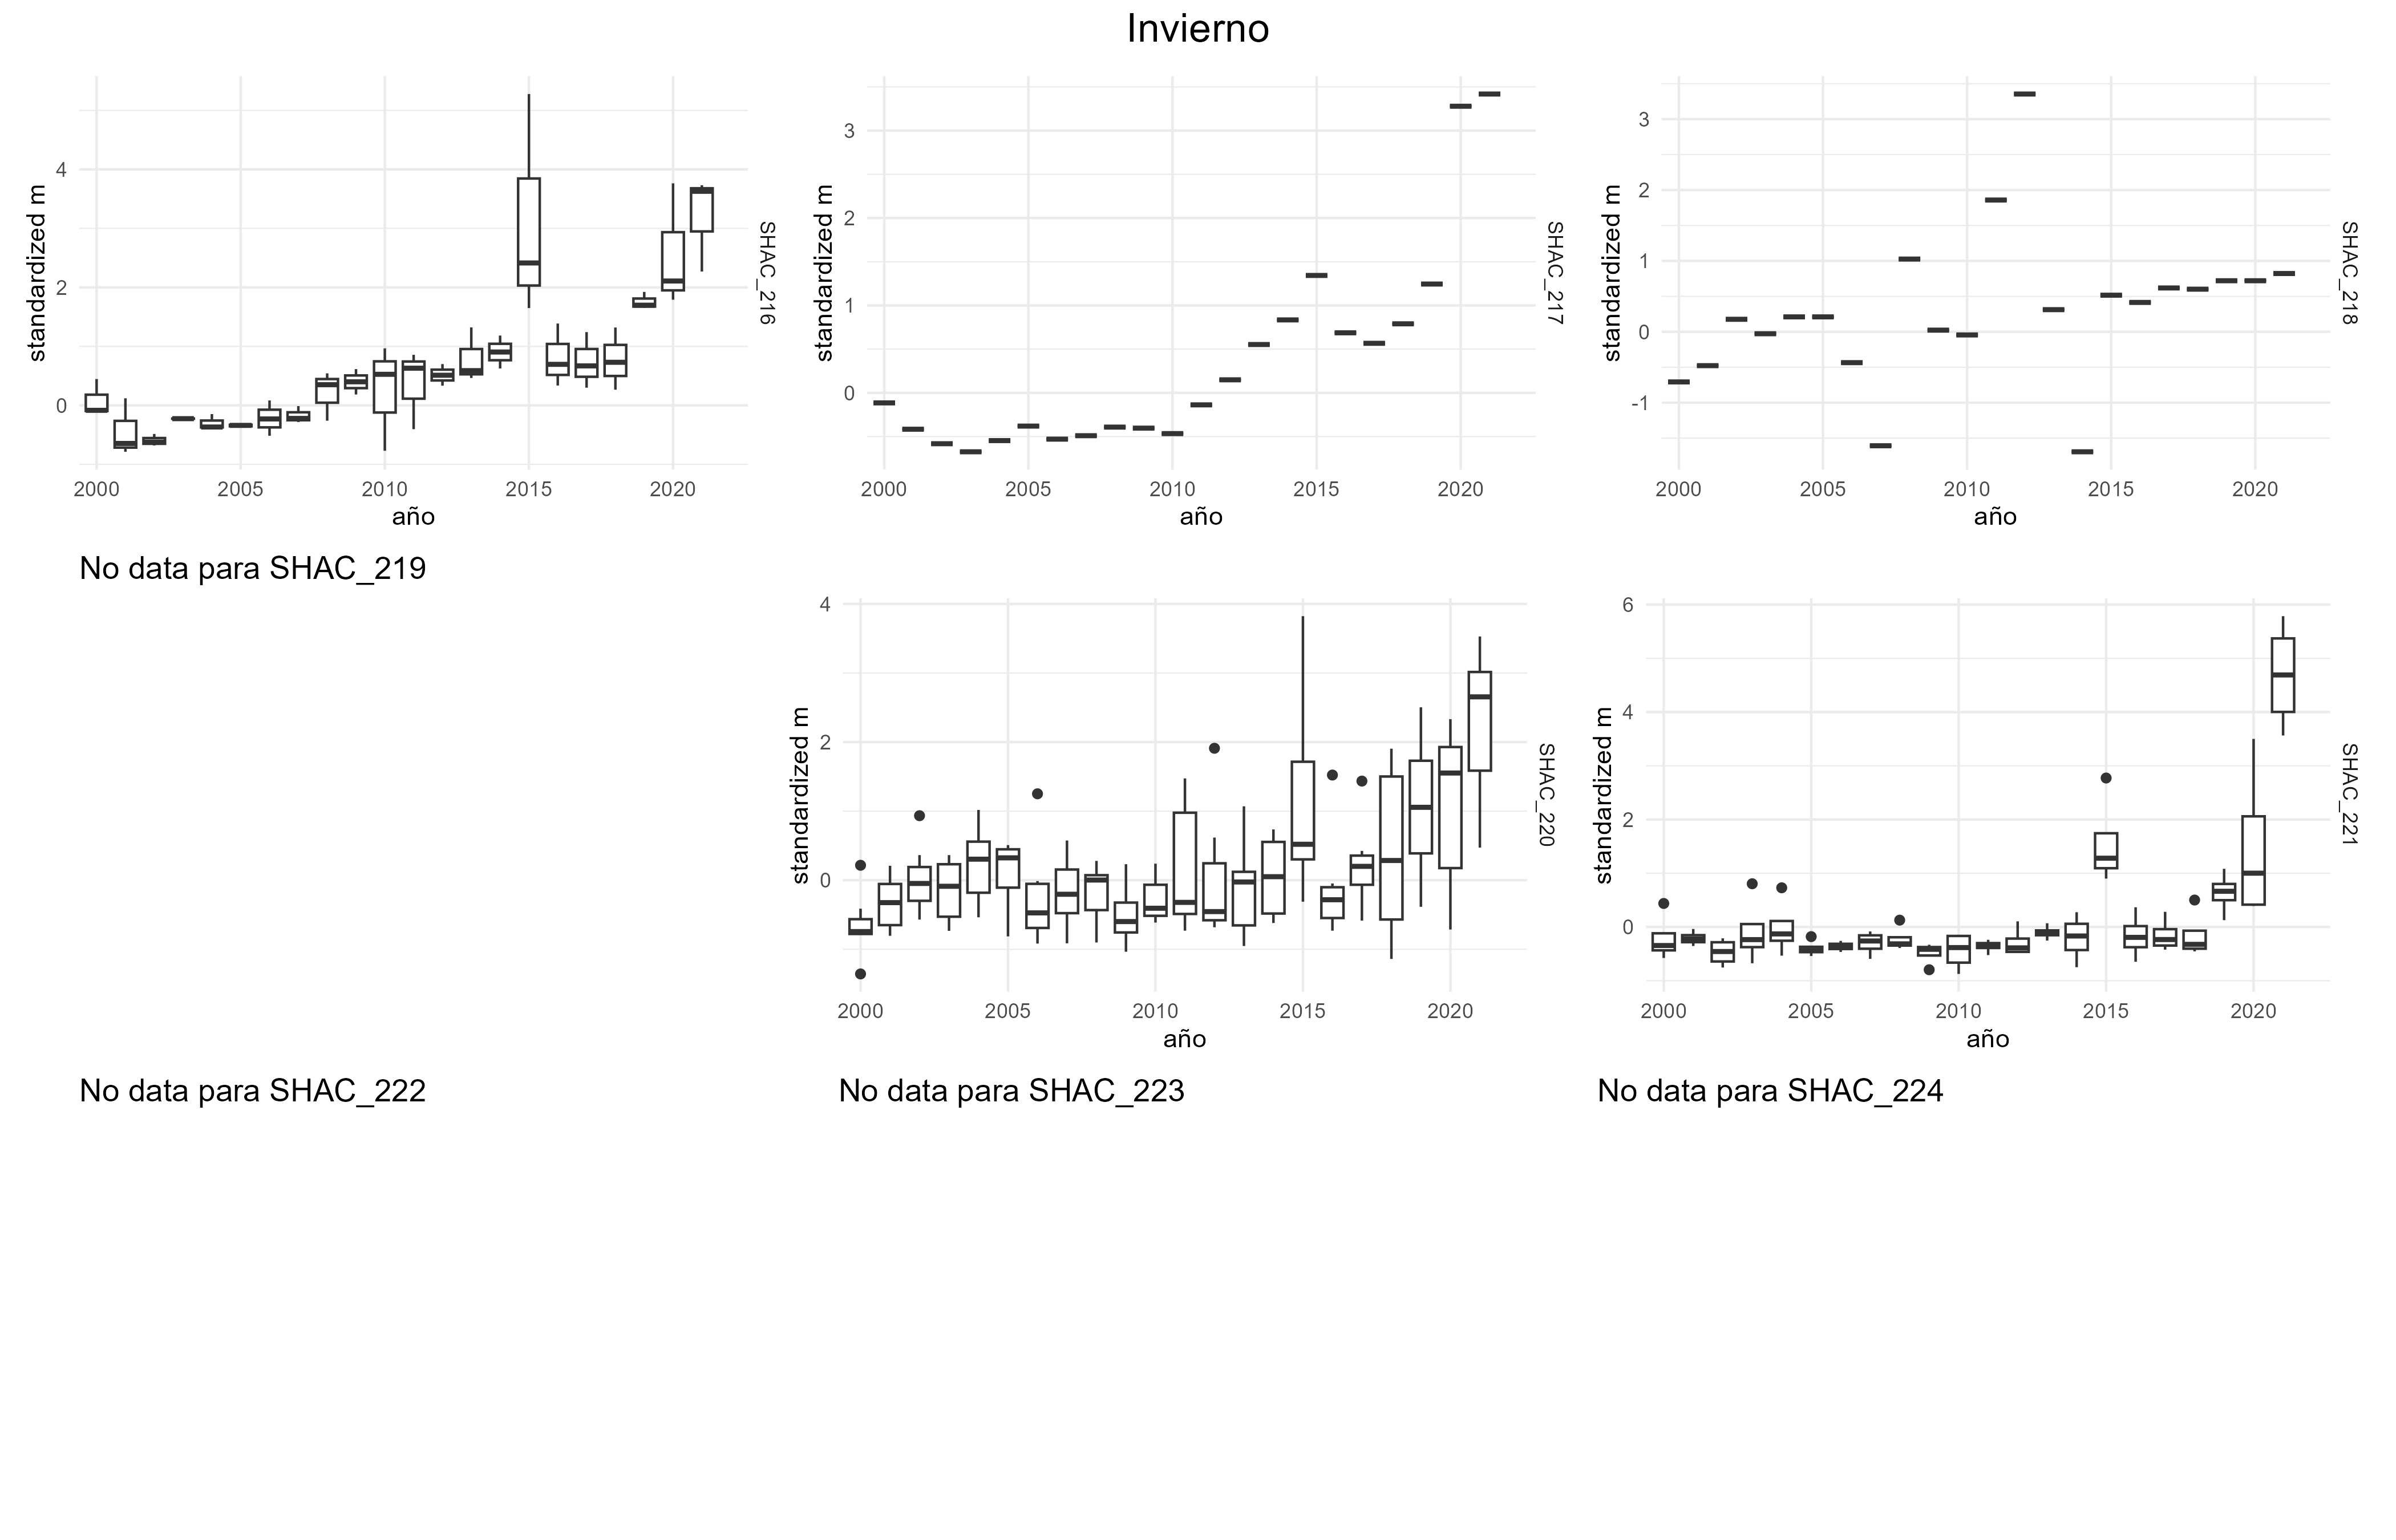 Invierno
standardized m
4
2
0
2000 2005 2010 2015 2020
año
SHAC_216
standardized m
3
2
1
0
2000 2005 2010 2015 2020
año
SHAC_217
standardized m
3
2
1
0
-1
2000 2005 2010 2015 2020
año
SHAC_218
No data para SHAC_219
standardized m
4
2
0
2000 2005 2010 2015 2020
año
SHAC_220
standardized m
6
4
2
0
2000 2005 2010 2015 2020
año
SHAC_221
No data para SHAC_222
No data para SHAC_223
No data para SHAC_224